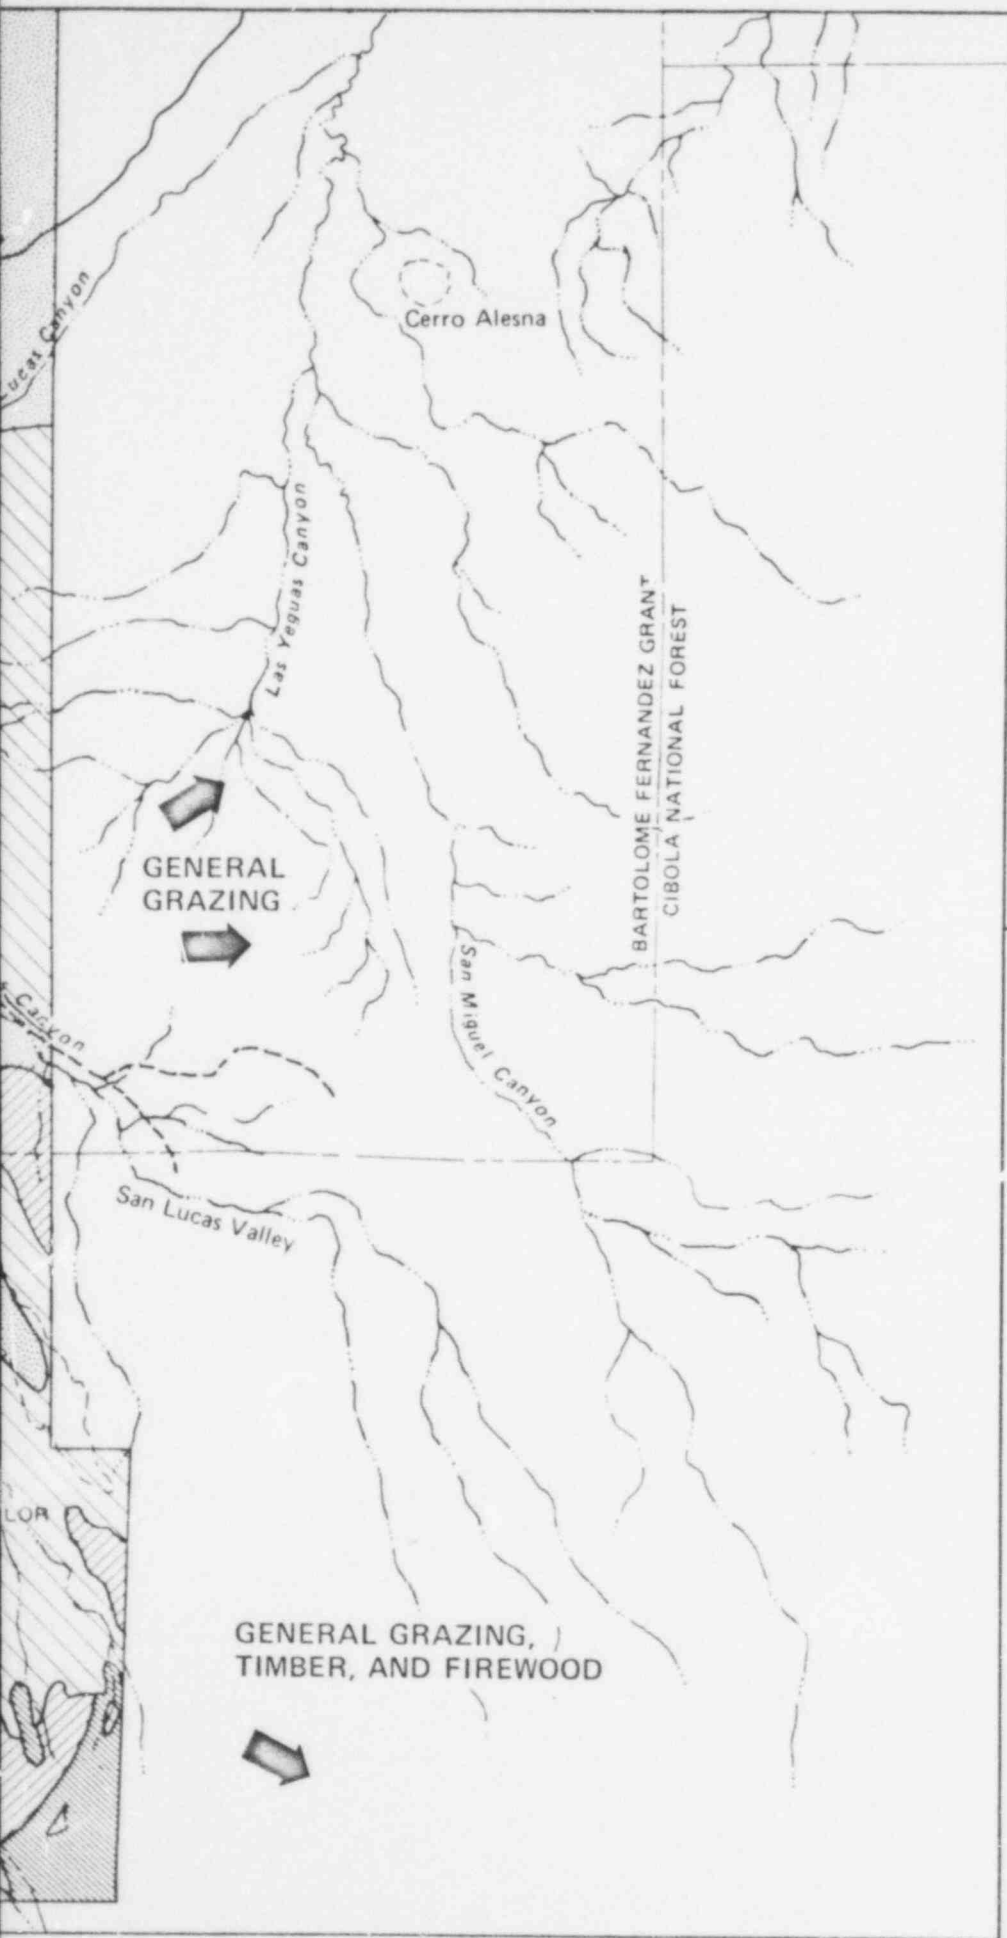 Lucas Canyon
Cerro Alesna
Las Yeguas Canyon
BARTOLOME FERNANDEZ GRANT
CIBOLA NATIONAL FOREST
GENERAL
GRAZING
San Miguel Canyon
Canyon
San Lucas Valley
LOR
GENERAL GRAZING,
TIMBER, AND FIREWOOD